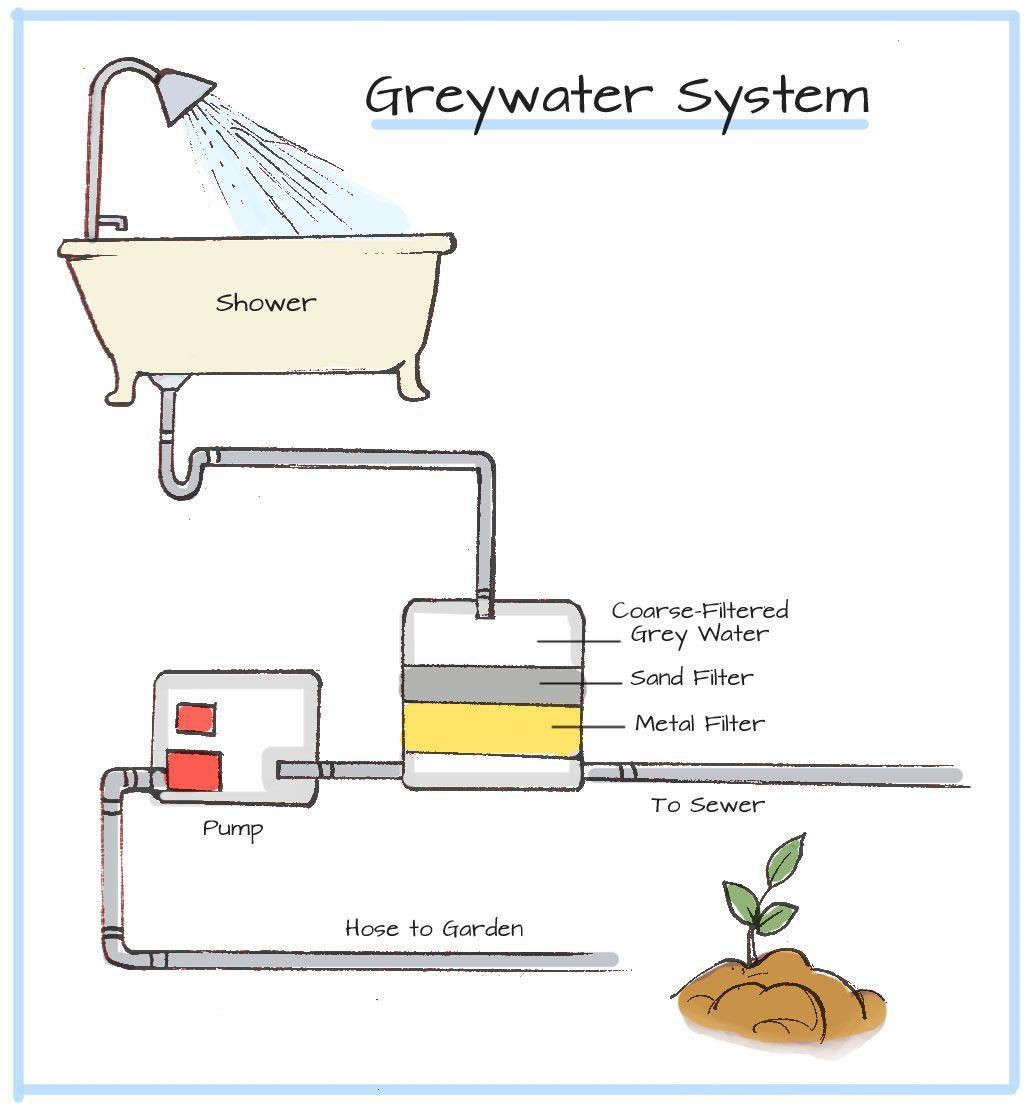 Greywater System
Shower
Coarse-Filtered
Grey Water
Sand Filter
Metal Filter
To Sewer
Pump
Hose to Garden